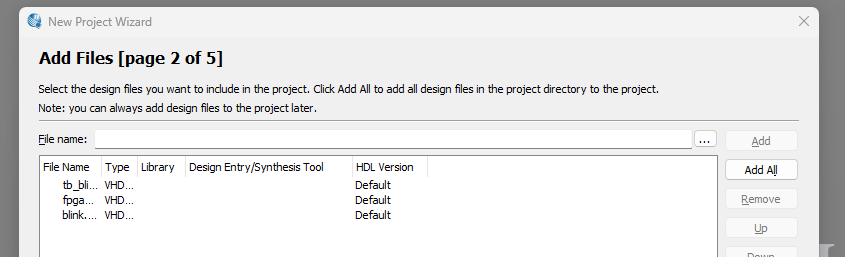 New Project Wizard
Add Files [page 2 of 5]
Select the design files you want to include in the project. Click Add All to add all design files in the project directory to the project.
Note: you can always add design files to the project later.
File name: ... Add
File Name Type Library Design Entry/Synthesis Tool HDL Version Add All
tb_bli... VHD... Default
fpga... VHD... Default Remove
blink.... VHD... Default
Up
Down